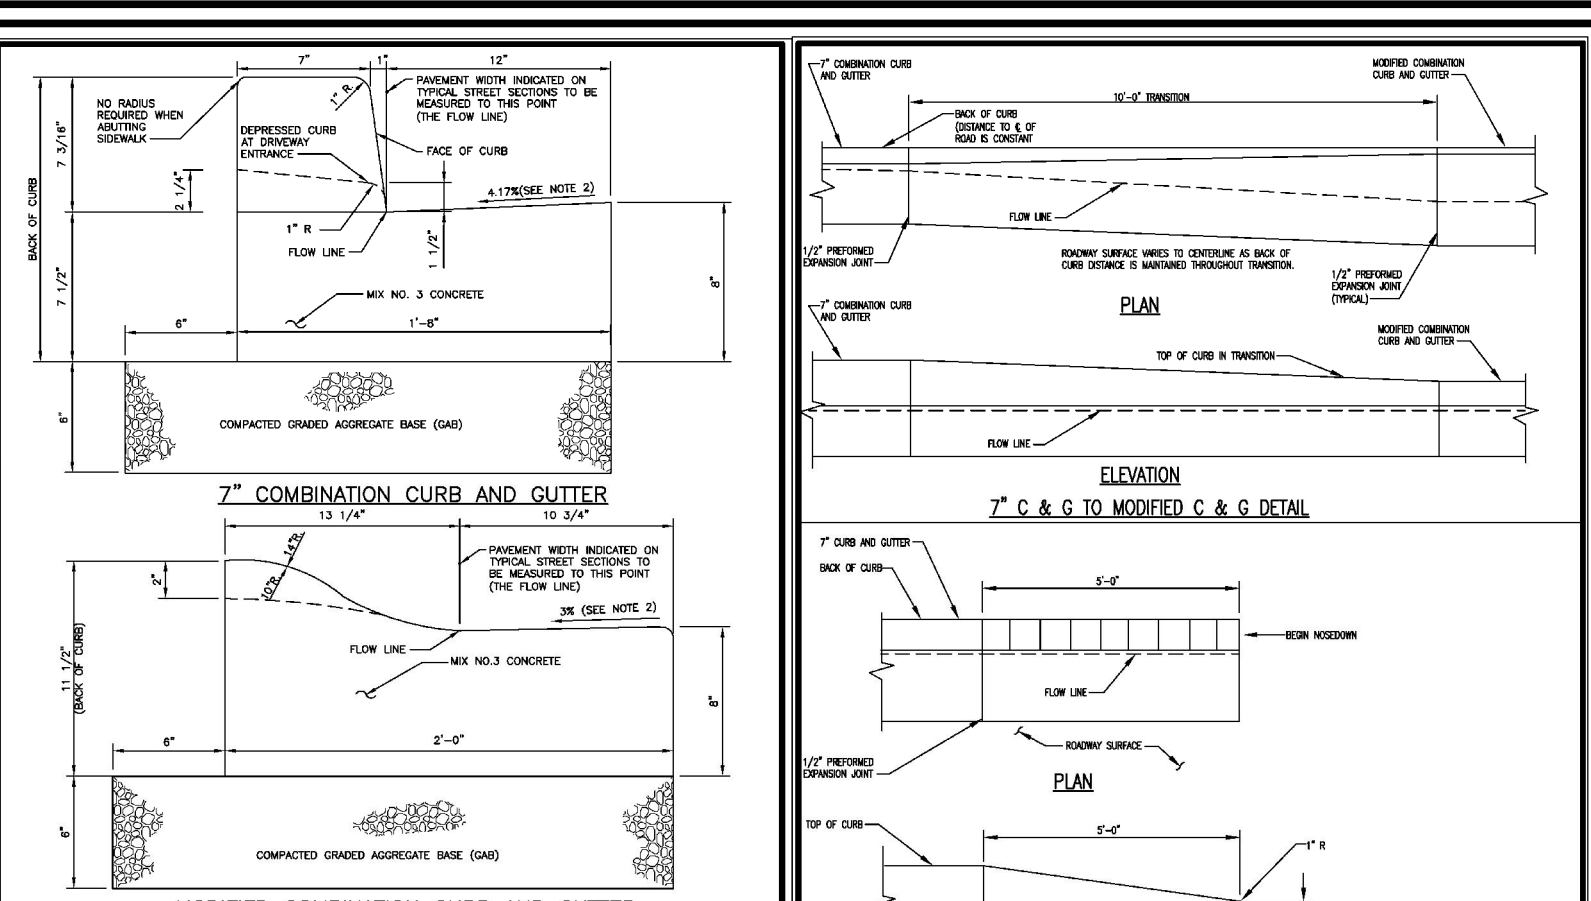 7" 1" 12"
PAVEMENT WIDTH INDICATED ON
TYPICAL STREET SECTIONS TO BE
MEASURED TO THIS POINT
(THE FLOW LINE)
1" R.
NO RADIUS
REQUIRED WHEN
ABUTTING
SIDEWALK
DEPRESSED CURB
AT DRIVEWAY
ENTRANCE
FACE OF CURB
7 3/16"
BACK OF CURB
2 1/4"
4.17%(SEE NOTE 2)
1" R
FLOW LINE
1 1/2"
7 1/2"
8"
MIX NO. 3 CONCRETE
6" 1'-8"
6"
COMPACTED GRADED AGGREGATE BASE (GAB)
7" COMBINATION CURB AND GUTTER
13 1/4" 10 3/4"
14"R.
10"R.
2"
PAVEMENT WIDTH INDICATED ON
TYPICAL STREET SECTIONS TO
BE MEASURED TO THIS POINT
(THE FLOW LINE)
3% (SEE NOTE 2)
11 1/2"
(BACK OF CURB)
FLOW LINE
MIX NO.3 CONCRETE
8"
6" 2'-0"
6"
COMPACTED GRADED AGGREGATE BASE (GAB)
MODIFIED COMBINATION CURB AND GUTTER
7" COMBINATION CURB
AND GUTTER
MODIFIED COMBINATION
CURB AND GUTTER
10'-0" TRANSITION
BACK OF CURB
(DISTANCE TO ℄ OF
ROAD IS CONSTANT
FLOW LINE
1/2" PREFORMED
EXPANSION JOINT
ROADWAY SURFACE VARIES TO CENTERLINE AS BACK OF
CURB DISTANCE IS MAINTAINED THROUGHOUT TRANSITION.
1/2" PREFORMED
EXPANSION JOINT
(TYPICAL)
PLAN
7" COMBINATION CURB
AND GUTTER
MODIFIED COMBINATION
CURB AND GUTTER
TOP OF CURB IN TRANSITION
FLOW LINE
ELEVATION
7" C & G TO MODIFIED C & G DETAIL
7" CURB AND GUTTER
BACK OF CURB
5'-0"
BEGIN NOSEDOWN
FLOW LINE
ROADWAY SURFACE
1/2" PREFORMED
EXPANSION JOINT
PLAN
TOP OF CURB
5'-0"
1" R